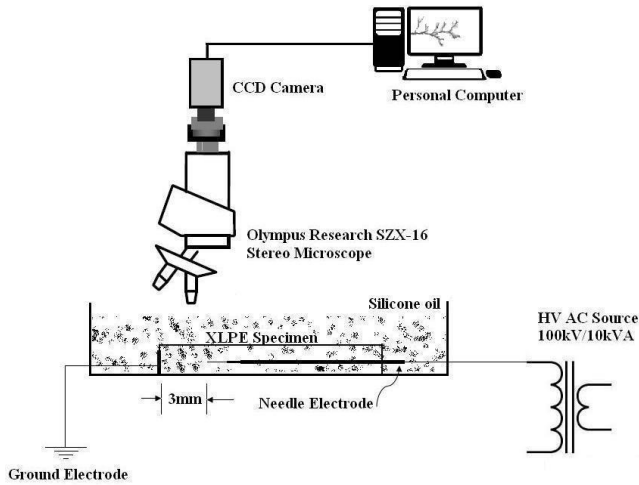 CCD Camera
Personal Computer
Olympus Research SZX-16
Stereo Microscope
Silicone oil
XLPE Specimen
HV AC Source
100kV/10kVA
3mm
Needle Electrode
Ground Electrode